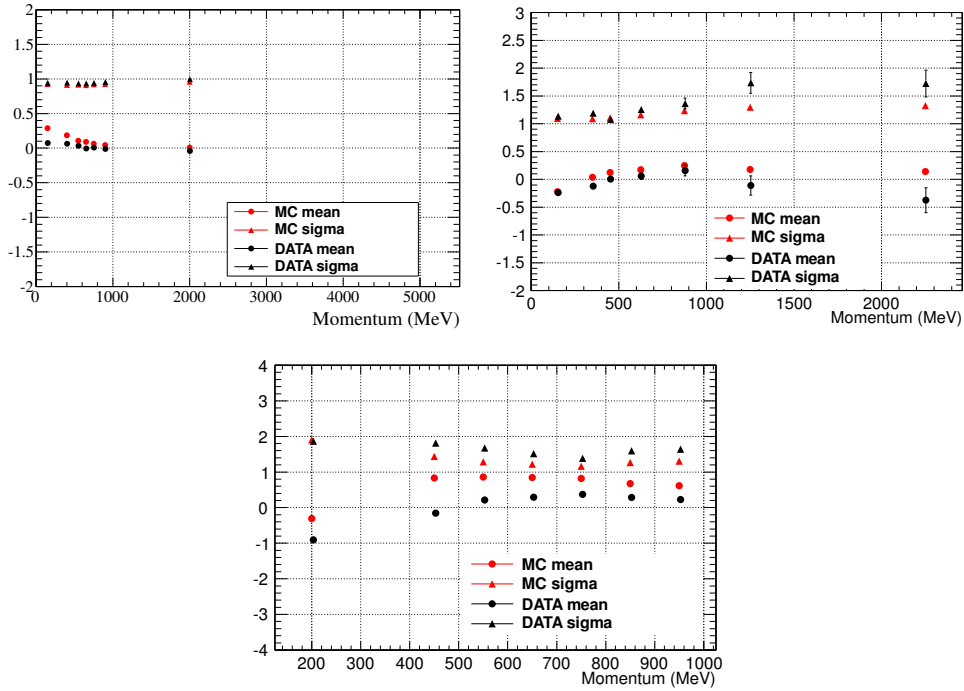 2
1.5
1
0.5
0
-0.5
-1
-1.5
-2
MC mean
MC sigma
DATA mean
DATA sigma
0 1000 2000 3000 4000 5000
Momentum (MeV)
3
2.5
2
1.5
1
0.5
0
-0.5
-1
-1.5
-2
MC mean
MC sigma
DATA mean
DATA sigma
0 500 1000 1500 2000
Momentum (MeV)
4
3
2
1
0
-1
-2
-3
-4
MC mean
MC sigma
DATA mean
DATA sigma
200 300 400 500 600 700 800 900 1000
Momentum (MeV)